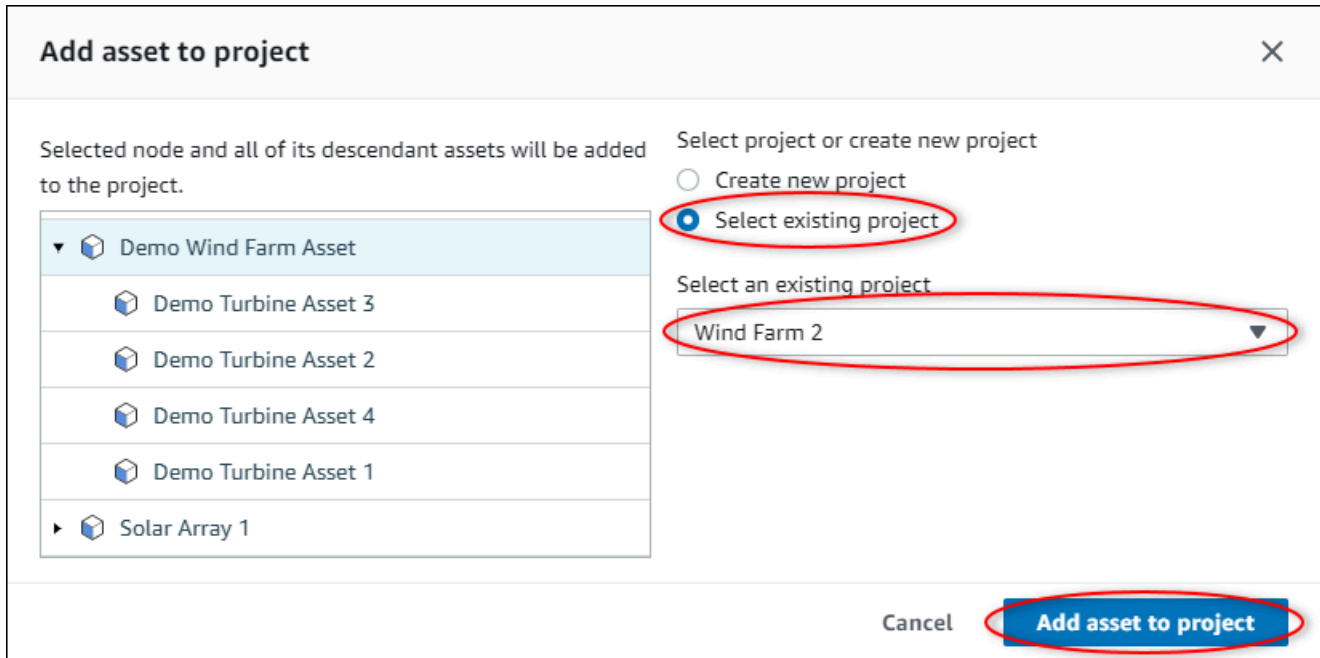 Add asset to project
Selected node and all of its descendant assets will be added
to the project.
Demo Wind Farm Asset
Demo Turbine Asset 3
Demo Turbine Asset 2
Demo Turbine Asset 4
Demo Turbine Asset 1
Solar Array 1
Select project or create new project
Create new project
Select existing project
Select an existing project
Wind Farm 2
Cancel
Add asset to project